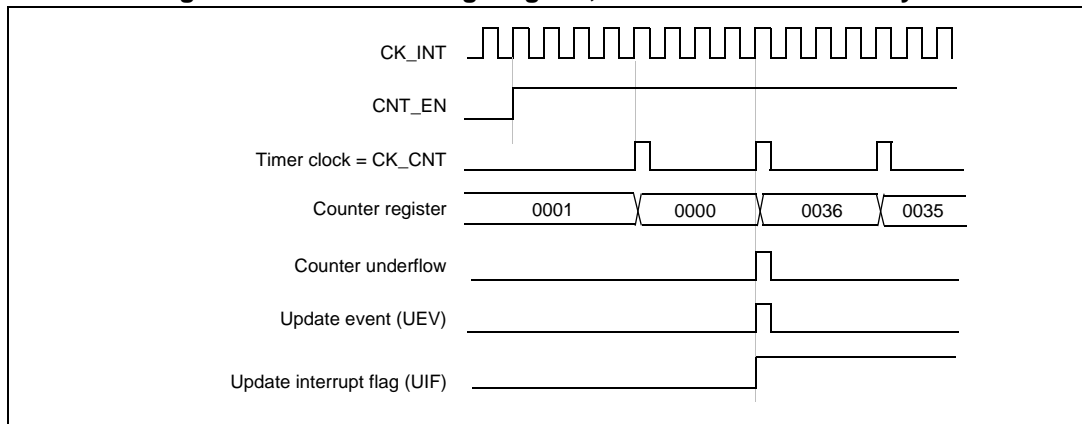 CK_INT
CNT_EN
Timer clock = CK_CNT
Counter register 0001 0000 0036 0035
Counter underflow
Update event (UEV)
Update interrupt flag (UIF)